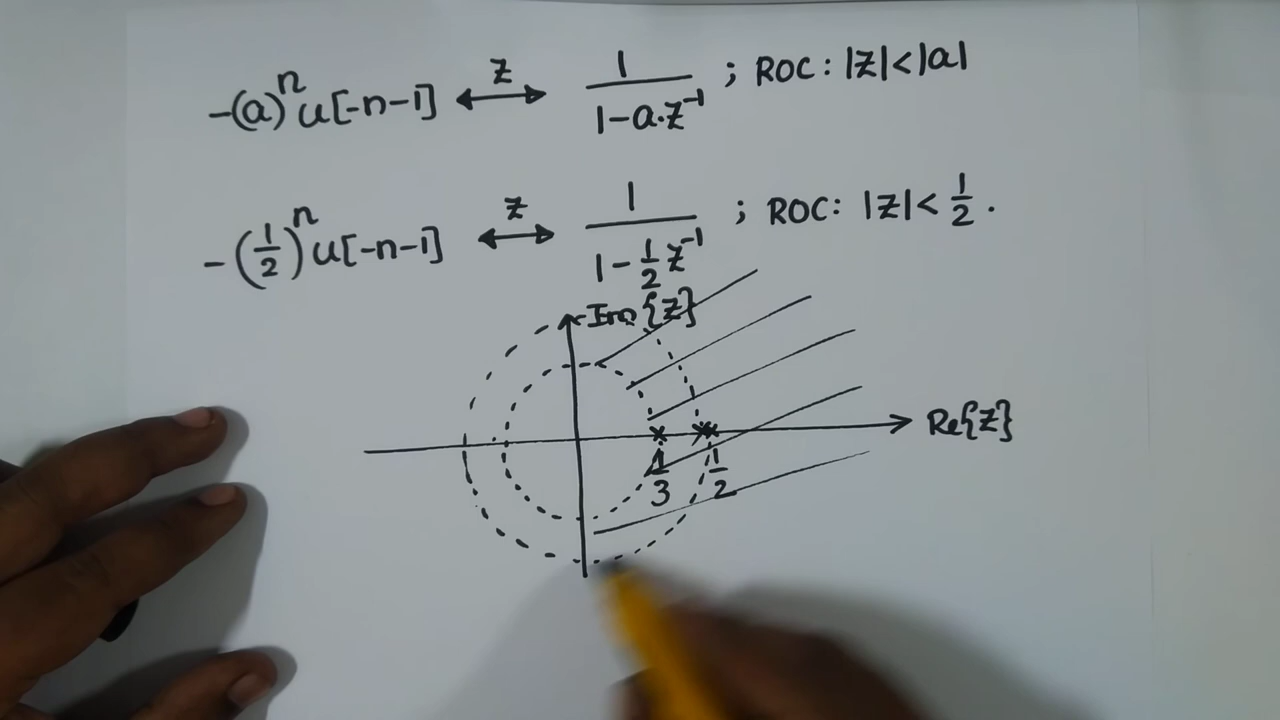 -(a)^n u[-n-1] ⟷^z 1/(1-a·z^-1) ; ROC: |z|<|a|
-(1/2)^n u[-n-1] ⟷^z 1/(1-1/2 z^-1) ; ROC: |z|<1/2.
Im{z}
Re{z}
1/3
1/2